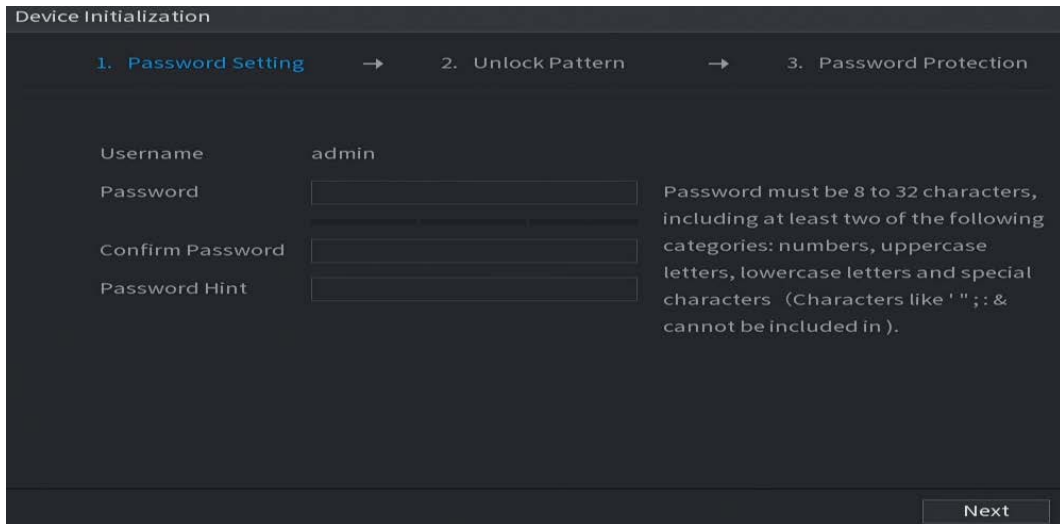 Device Initialization
1. Password Setting → 2. Unlock Pattern → 3. Password Protection
Username admin
Password
Password must be 8 to 32 characters,
including at least two of the following
Confirm Password
categories: numbers, uppercase
letters, lowercase letters and special
Password Hint
characters (Characters like ' " ; : &
cannot be included in ).
Next